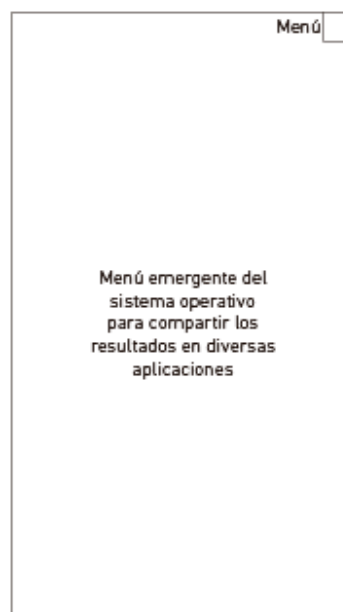 Menú
Menú emergente del
sistema operativo
para compartir los
resultados en diversas
aplicaciones